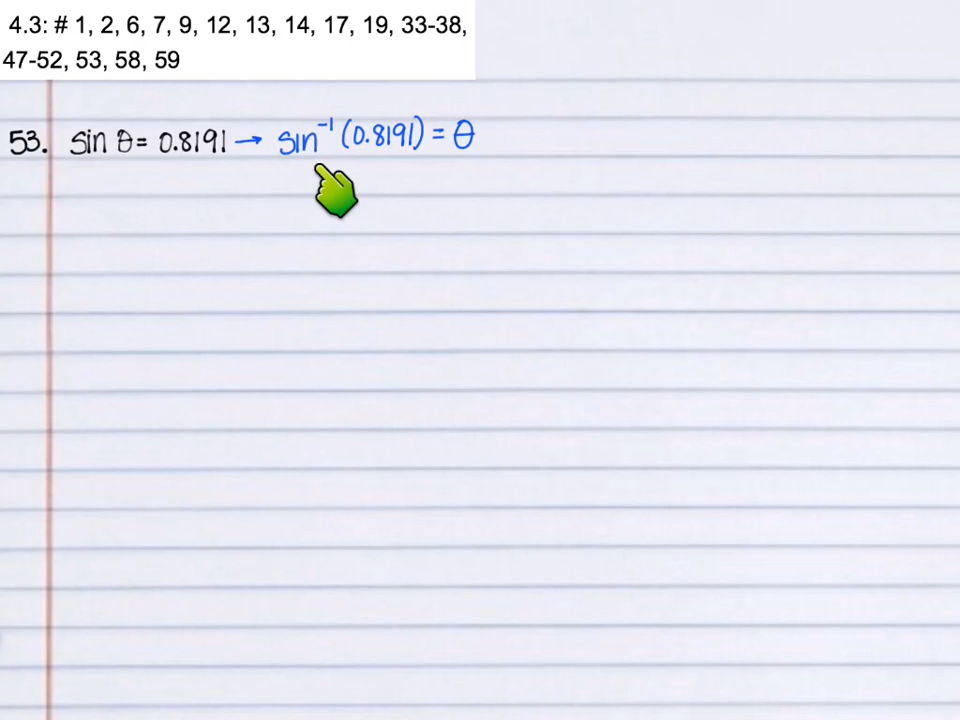 4.3: # 1, 2, 6, 7, 9, 12, 13, 14, 17, 19, 33-38,
47-52, 53, 58, 59
53. sin θ = 0.8191 → sin⁻¹ (0.8191) = θ